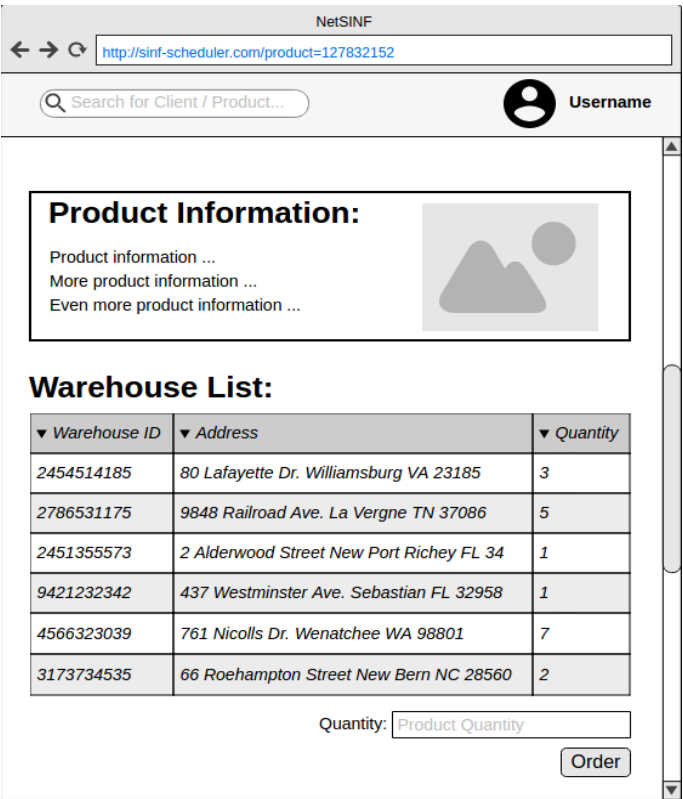 NetSINF
http://sinf-scheduler.com/product=127832152
Search for Client / Product...
Username
Product Information:
Product information ...
More product information ...
Even more product information ...
Warehouse List:
▼ Warehouse ID ▼ Address ▼ Quantity
2454514185 80 Lafayette Dr. Williamsburg VA 23185 3
2786531175 9848 Railroad Ave. La Vergne TN 37086 5
2451355573 2 Alderwood Street New Port Richey FL 34 1
9421232342 437 Westminster Ave. Sebastian FL 32958 1
4566323039 761 Nicolls Dr. Wenatchee WA 98801 7
3173734535 66 Roehampton Street New Bern NC 28560 2
Quantity: Product Quantity
Order